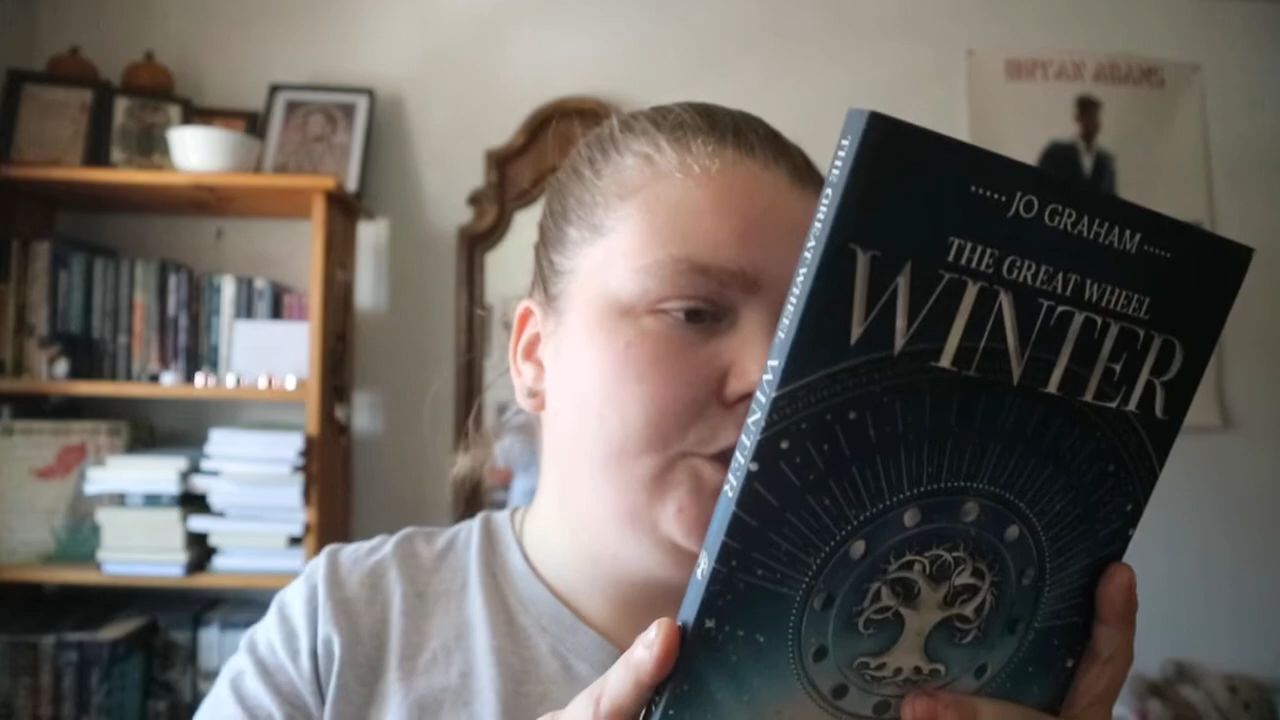 BRYAN ADAMS
JO GRAHAM
THE GREAT WHEEL
WINTER
THE GREAT WHEEL WINTER